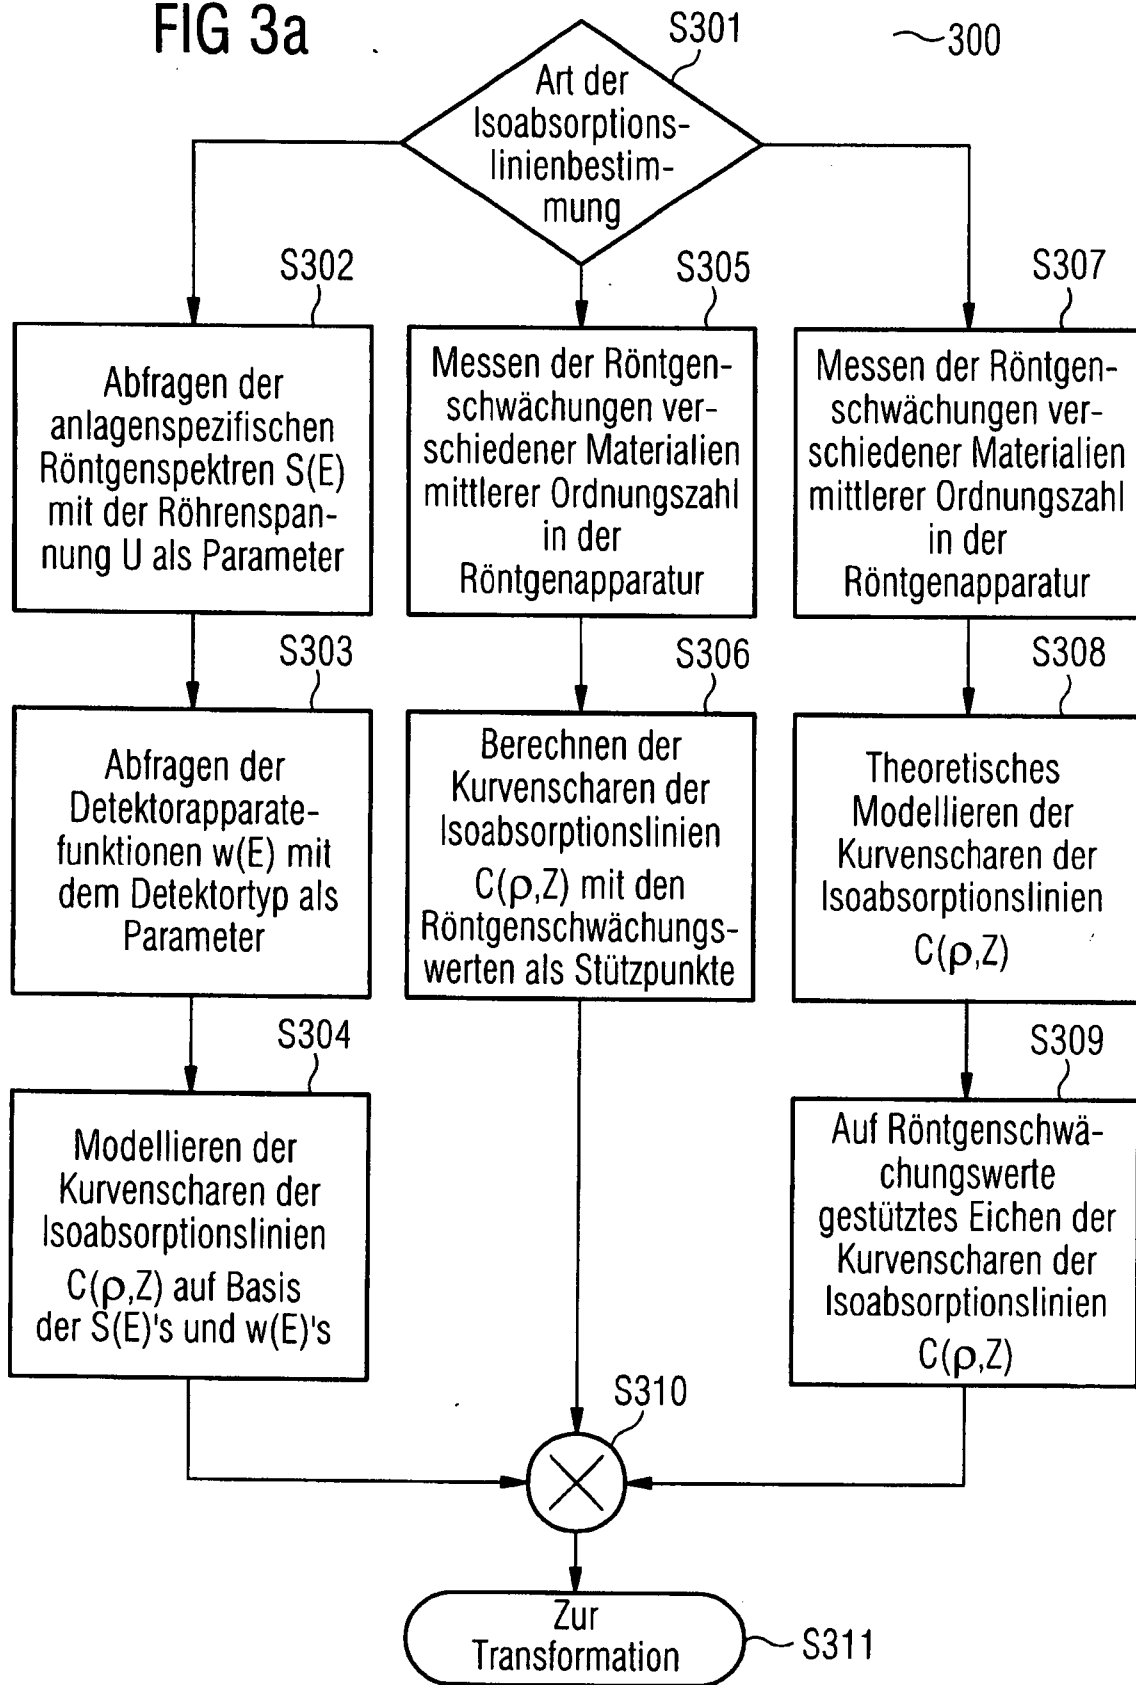 FIG 3a
S301
300
Art der
Isoabsorptions-
linienbestim-
mung
S302
Abfragen der
anlagenspezifischen
Röntgenspektren S(E)
mit der Röhrenspan-
nung U als Parameter
S303
Abfragen der
Detektorapparate-
funktionen w(E) mit
dem Detektortyp als
Parameter
S304
Modellieren der
Kurvenscharen der
Isoabsorptionslinien
C(ρ,Z) auf Basis
der S(E)'s und w(E)'s
S305
Messen der Röntgen-
schwächungen ver-
schiedener Materialien
mittlerer Ordnungszahl
in der
Röntgenapparatur
S306
Berechnen der
Kurvenscharen der
Isoabsorptionslinien
C(ρ,Z) mit den
Röntgenschwächungs-
werten als Stützpunkte
S307
Messen der Röntgen-
schwächungen ver-
schiedener Materialien
mittlerer Ordnungszahl
in der
Röntgenapparatur
S308
Theoretisches
Modellieren der
Kurvenscharen der
Isoabsorptionslinien
C(ρ,Z)
S309
Auf Röntgenschwä-
chungswerte
gestütztes Eichen der
Kurvenscharen der
Isoabsorptionslinien
C(ρ,Z)
S310
Zur
Transformation
S311